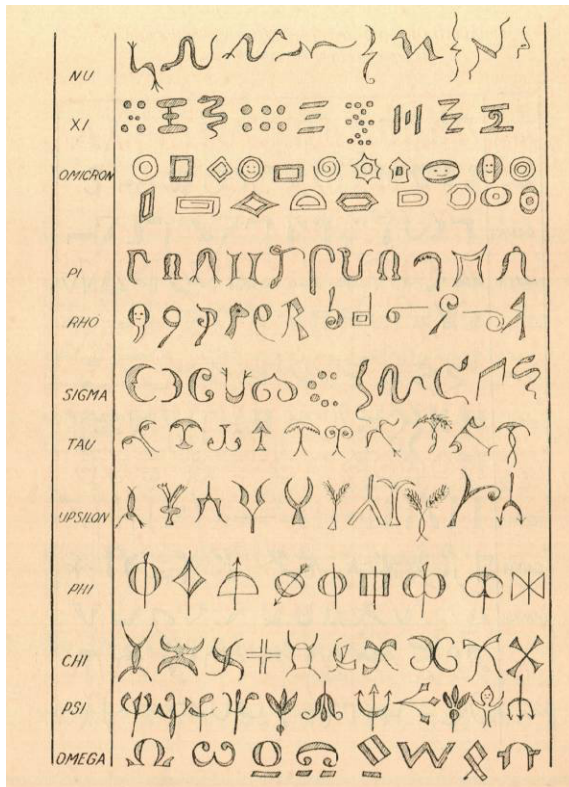 NU
XI
OMICRON
PI
RHO
SIGMA
TAU
UPSILON
PHI
CHI
PSI
OMEGA